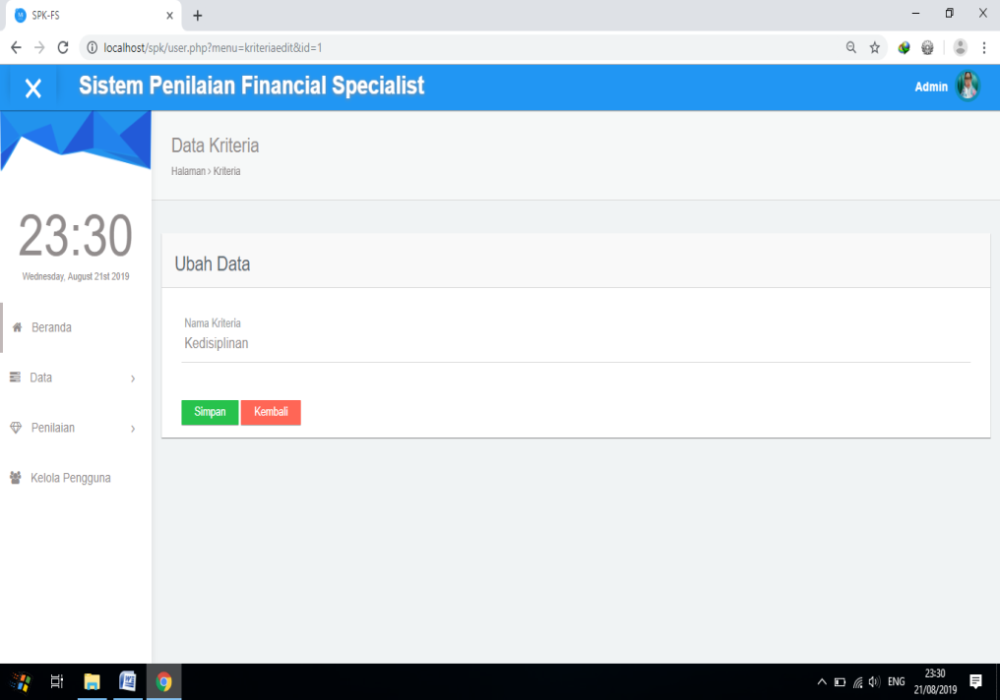 SPK-FS
localhost/spk/user.php?menu=kriteriaedit&id=1
Sistem Penilaian Financial Specialist
Admin
Data Kriteria
Halaman > Kriteria
23:30
Wednesday, August 21st 2019
Beranda
Data
Penilaian
Kelola Pengguna
Ubah Data
Nama Kriteria
Kedisiplinan
Simpan
Kembali
ENG
23:30
21/08/2019